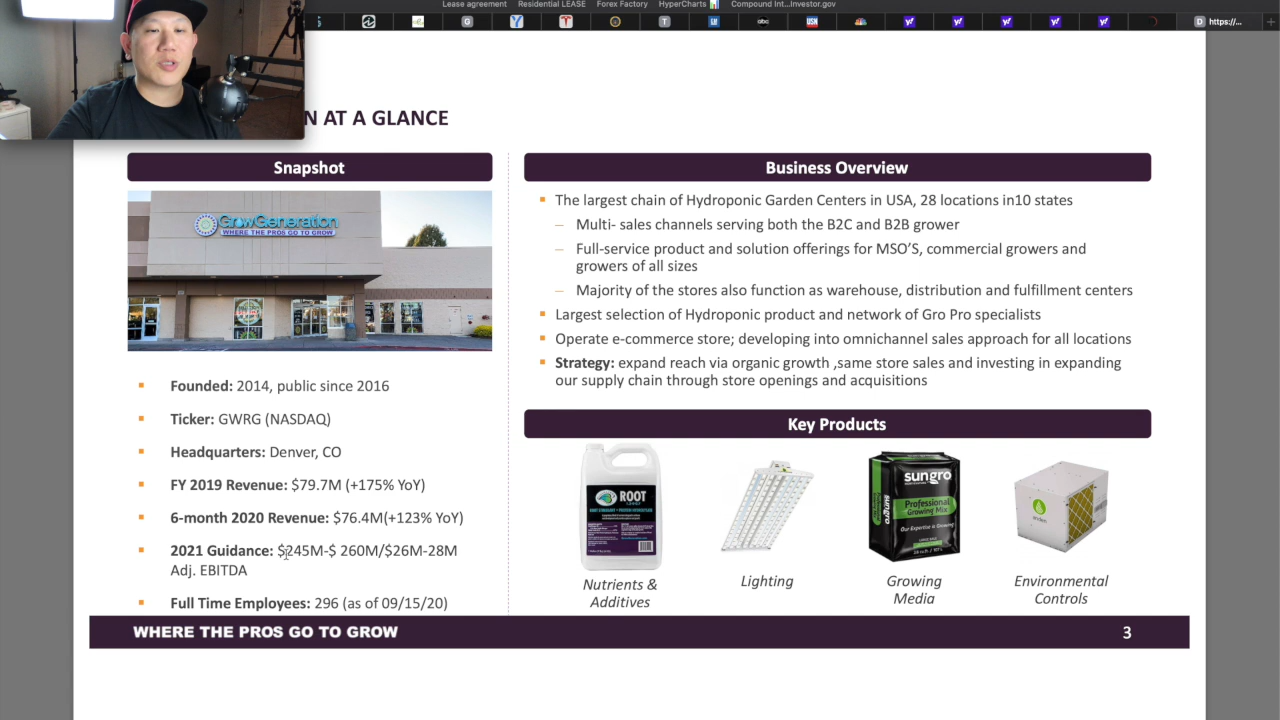 Lease agreement Residential LEASE Forex Factory HyperCharts Compound Int...Investor.gov
https://...
N AT A GLANCE
Snapshot
GrowGeneration
WHERE THE PROS GO TO GROW
Founded: 2014, public since 2016
Ticker: GWRG (NASDAQ)
Headquarters: Denver, CO
FY 2019 Revenue: $79.7M (+175% YoY)
6-month 2020 Revenue: $76.4M(+123% YoY)
2021 Guidance: $245M-$ 260M/$26M-28M
Adj. EBITDA
Full Time Employees: 296 (as of 09/15/20)
Business Overview
The largest chain of Hydroponic Garden Centers in USA, 28 locations in10 states
– Multi- sales channels serving both the B2C and B2B grower
– Full-service product and solution offerings for MSO'S, commercial growers and
growers of all sizes
– Majority of the stores also function as warehouse, distribution and fulfillment centers
Largest selection of Hydroponic product and network of Gro Pro specialists
Operate e-commerce store; developing into omnichannel sales approach for all locations
Strategy: expand reach via organic growth ,same store sales and investing in expanding
our supply chain through store openings and acquisitions
Key Products
ROOT
sungro
Professional
Growing Mix
Nutrients &
Additives
Lighting
Growing
Media
Environmental
Controls
WHERE THE PROS GO TO GROW
3